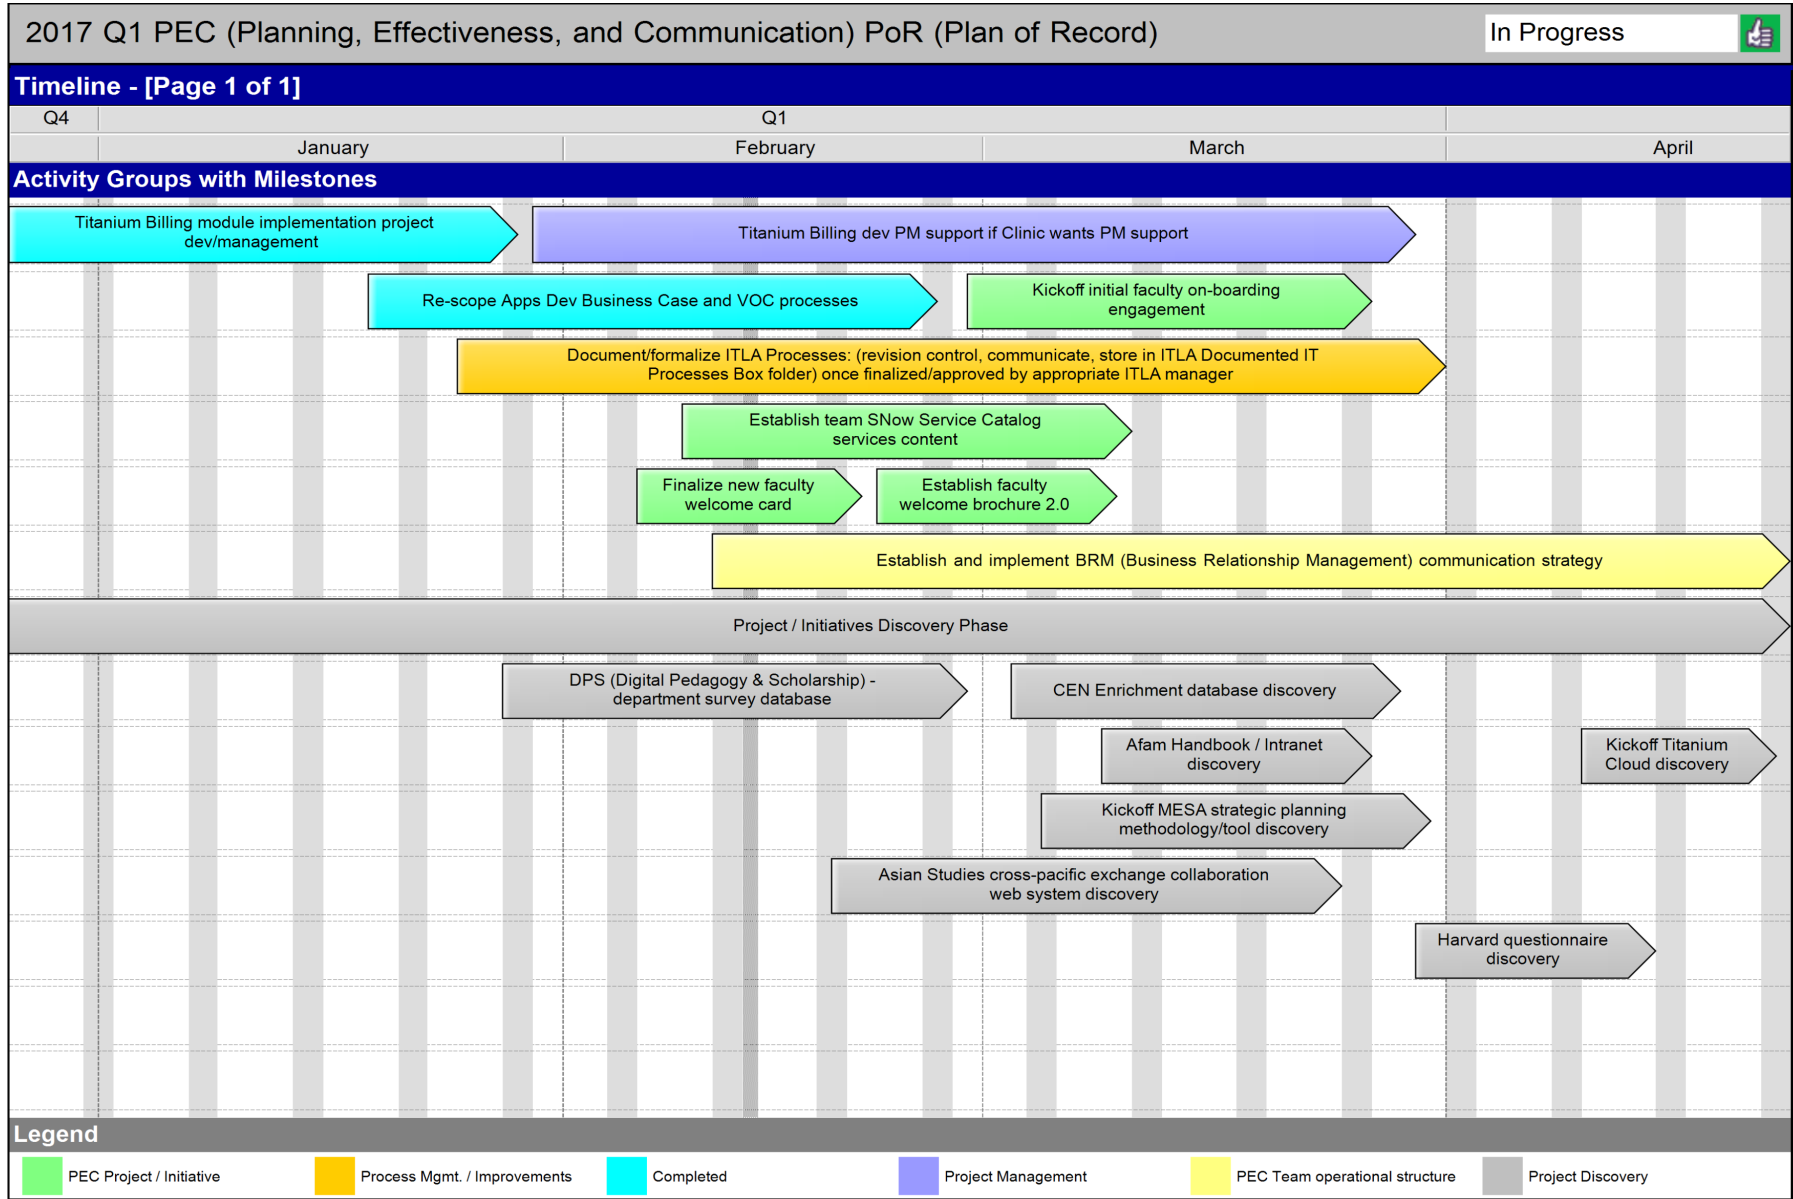 2017 Q1 PEC (Planning, Effectiveness, and Communication) PoR (Plan of Record)
In Progress
Timeline - [Page 1 of 1]
Q4
Q1
January
February
March
April
Activity Groups with Milestones
Titanium Billing module implementation project
dev/management
Titanium Billing dev PM support if Clinic wants PM support
Re-scope Apps Dev Business Case and VOC processes
Kickoff initial faculty on-boarding
engagement
Document/formalize ITLA Processes: (revision control, communicate, store in ITLA Documented IT
Processes Box folder) once finalized/approved by appropriate ITLA manager
Establish team SNow Service Catalog
services content
Finalize new faculty
welcome card
Establish faculty
welcome brochure 2.0
Establish and implement BRM (Business Relationship Management) communication strategy
Project / Initiatives Discovery Phase
DPS (Digital Pedagogy & Scholarship) -
department survey database
CEN Enrichment database discovery
Afam Handbook / Intranet
discovery
Kickoff Titanium
Cloud discovery
Kickoff MESA strategic planning
methodology/tool discovery
Asian Studies cross-pacific exchange collaboration
web system discovery
Harvard questionnaire
discovery
Legend
PEC Project / Initiative
Process Mgmt. / Improvements
Completed
Project Management
PEC Team operational structure
Project Discovery